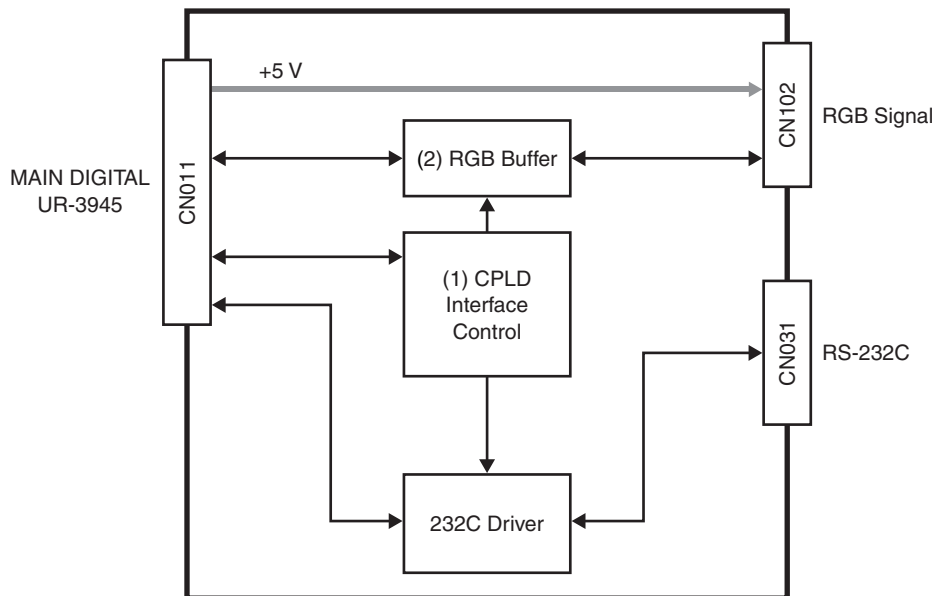 +5 V
CN102
RGB Signal
(2) RGB Buffer
MAIN DIGITAL
UR-3945
CN011
(1) CPLD
Interface
Control
CN031
RS-232C
232C Driver